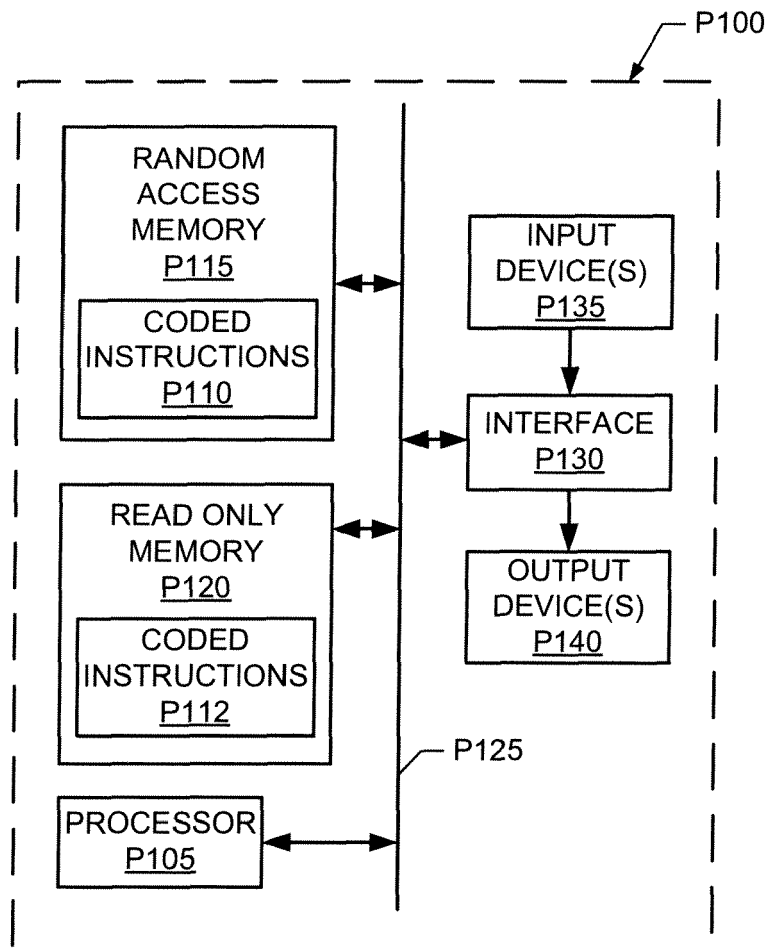 P100
RANDOM
ACCESS
MEMORY
P115
CODED
INSTRUCTIONS
P110
READ ONLY
MEMORY
P120
CODED
INSTRUCTIONS
P112
PROCESSOR
P105
INPUT
DEVICE(S)
P135
INTERFACE
P130
OUTPUT
DEVICE(S)
P140
P125